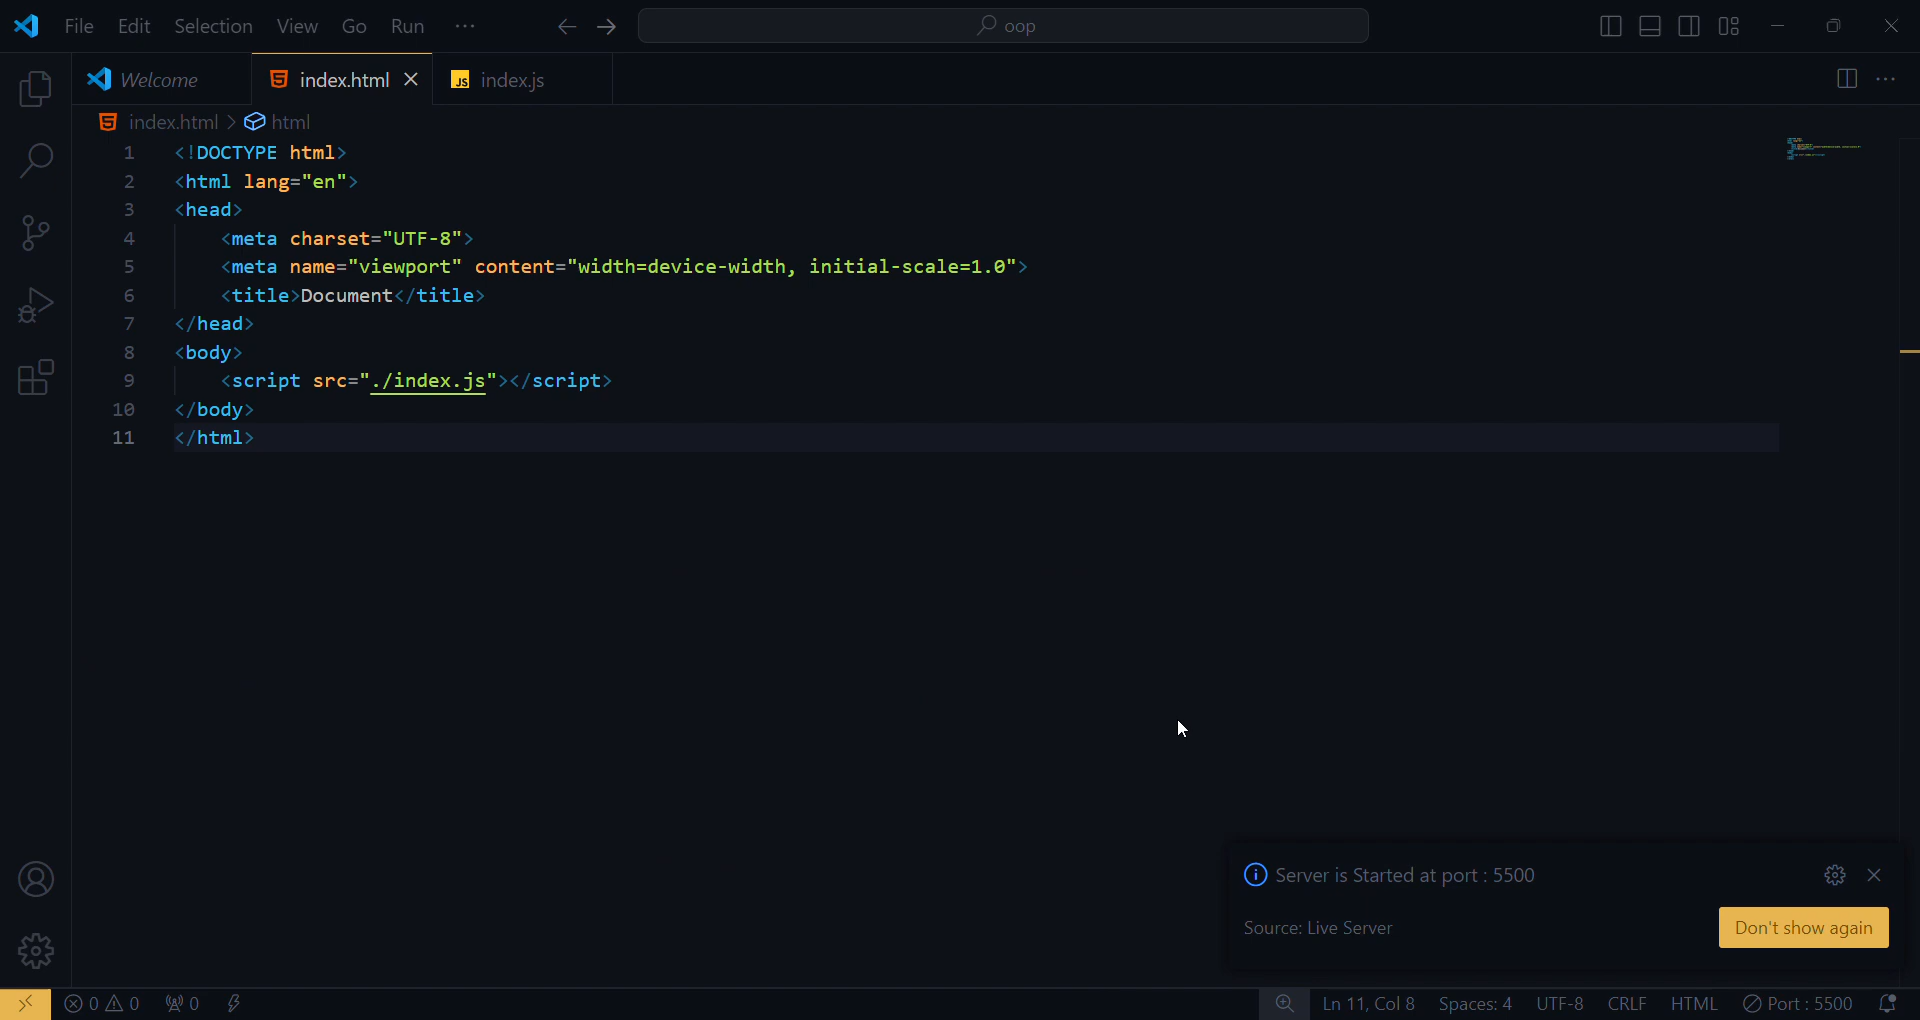 File Edit Selection View Go Run ··· oop
Welcome index.html index.js
index.html > html
1 <!DOCTYPE html>
2 <html lang="en">
3 <head>
4 <meta charset="UTF-8">
5 <meta name="viewport" content="width=device-width, initial-scale=1.0">
6 <title>Document</title>
7 </head>
8 <body>
9 <script src="./index.js"></script>
10 </body>
11 </html>
Server is Started at port : 5500
Source: Live Server Don't show again
0 0 0 Ln 11, Col 8 Spaces: 4 UTF-8 CRLF HTML Port : 5500